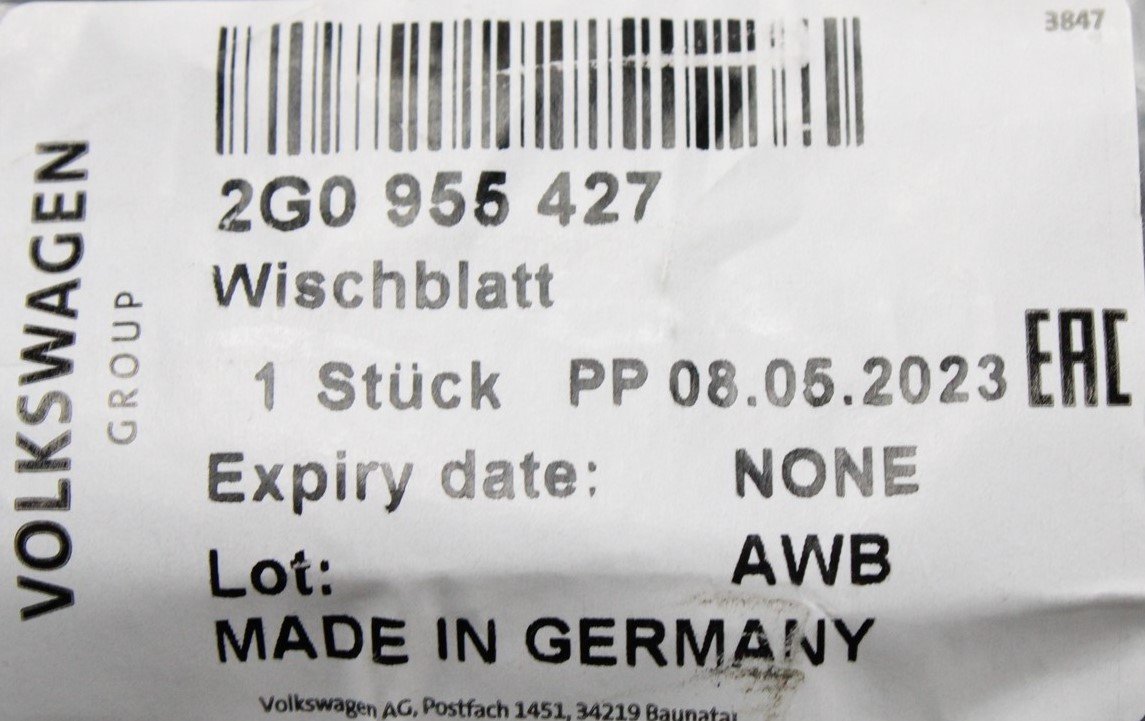 3847
VOLKSWAGEN
GROUP
2G0 955 427
Wischblatt
1 Stück PP 08.05.2023
EAC
Expiry date: NONE
Lot: AWB
MADE IN GERMANY
Volkswagen AG, Postfach 1451, 34219